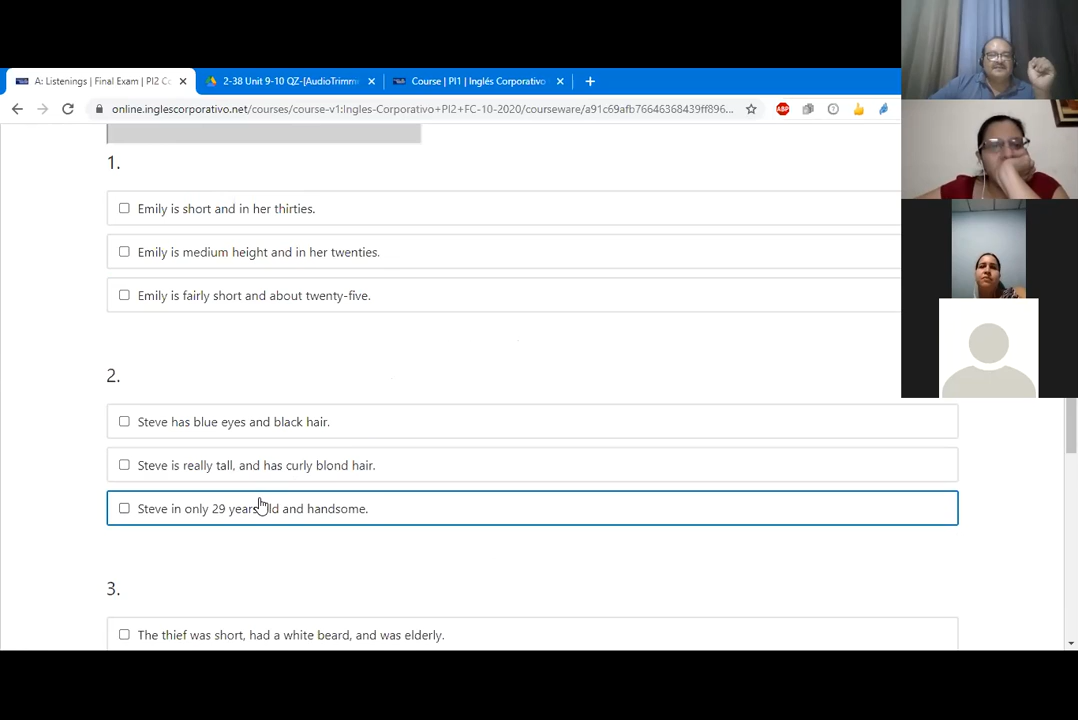 A: Listenings | Final Exam | PI2 Co
2-38 Unit 9-10 QZ-[AudioTrimm
Course | PI1 | Inglés Corporativo
online.inglescorporativo.net/courses/course-v1:Ingles-Corporativo+PI2+FC-10-2020/courseware/a91c69afb76646368439ff896...
ABP
1.
Emily is short and in her thirties.
Emily is medium height and in her twenties.
Emily is fairly short and about twenty-five.
2.
Steve has blue eyes and black hair.
Steve is really tall, and has curly blond hair.
Steve in only 29 years old and handsome.
3.
The thief was short, had a white beard, and was elderly.